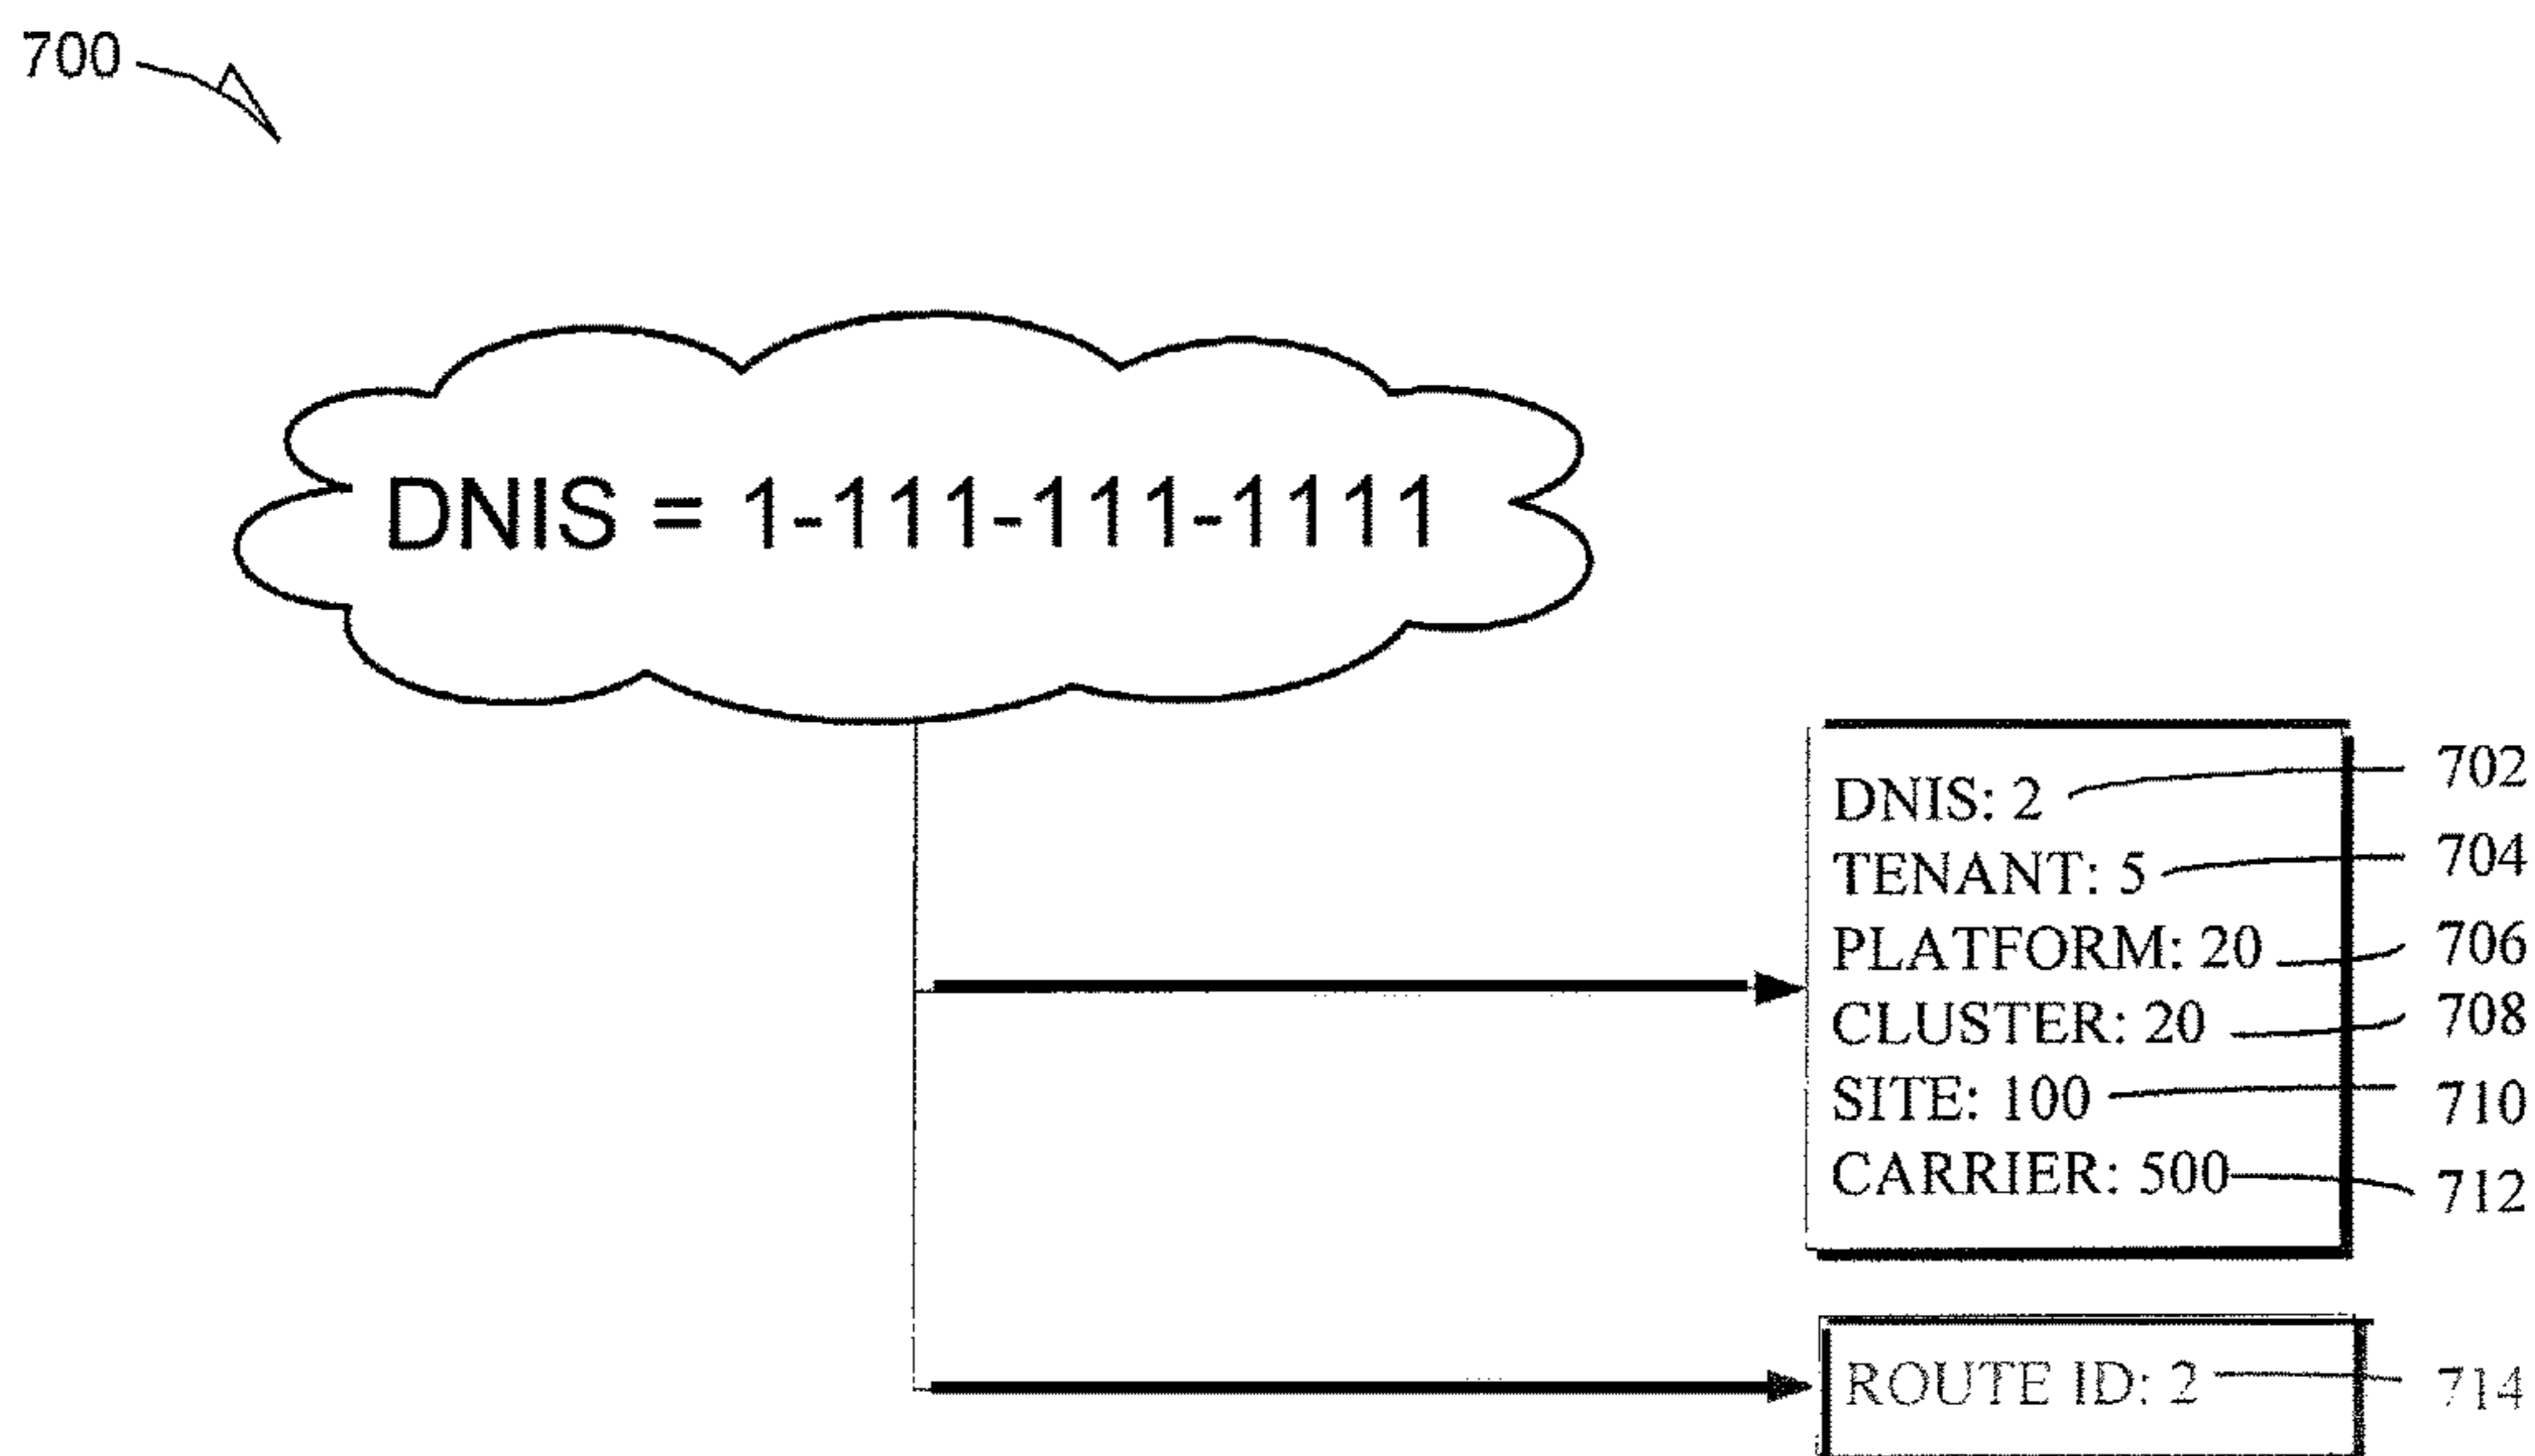 700
DNIS = 1-111-111-1111
DNIS: 2 702
TENANT: 5 704
PLATFORM: 20 706
CLUSTER: 20 708
SITE: 100 710
CARRIER: 500 712
ROUTE ID: 2 714